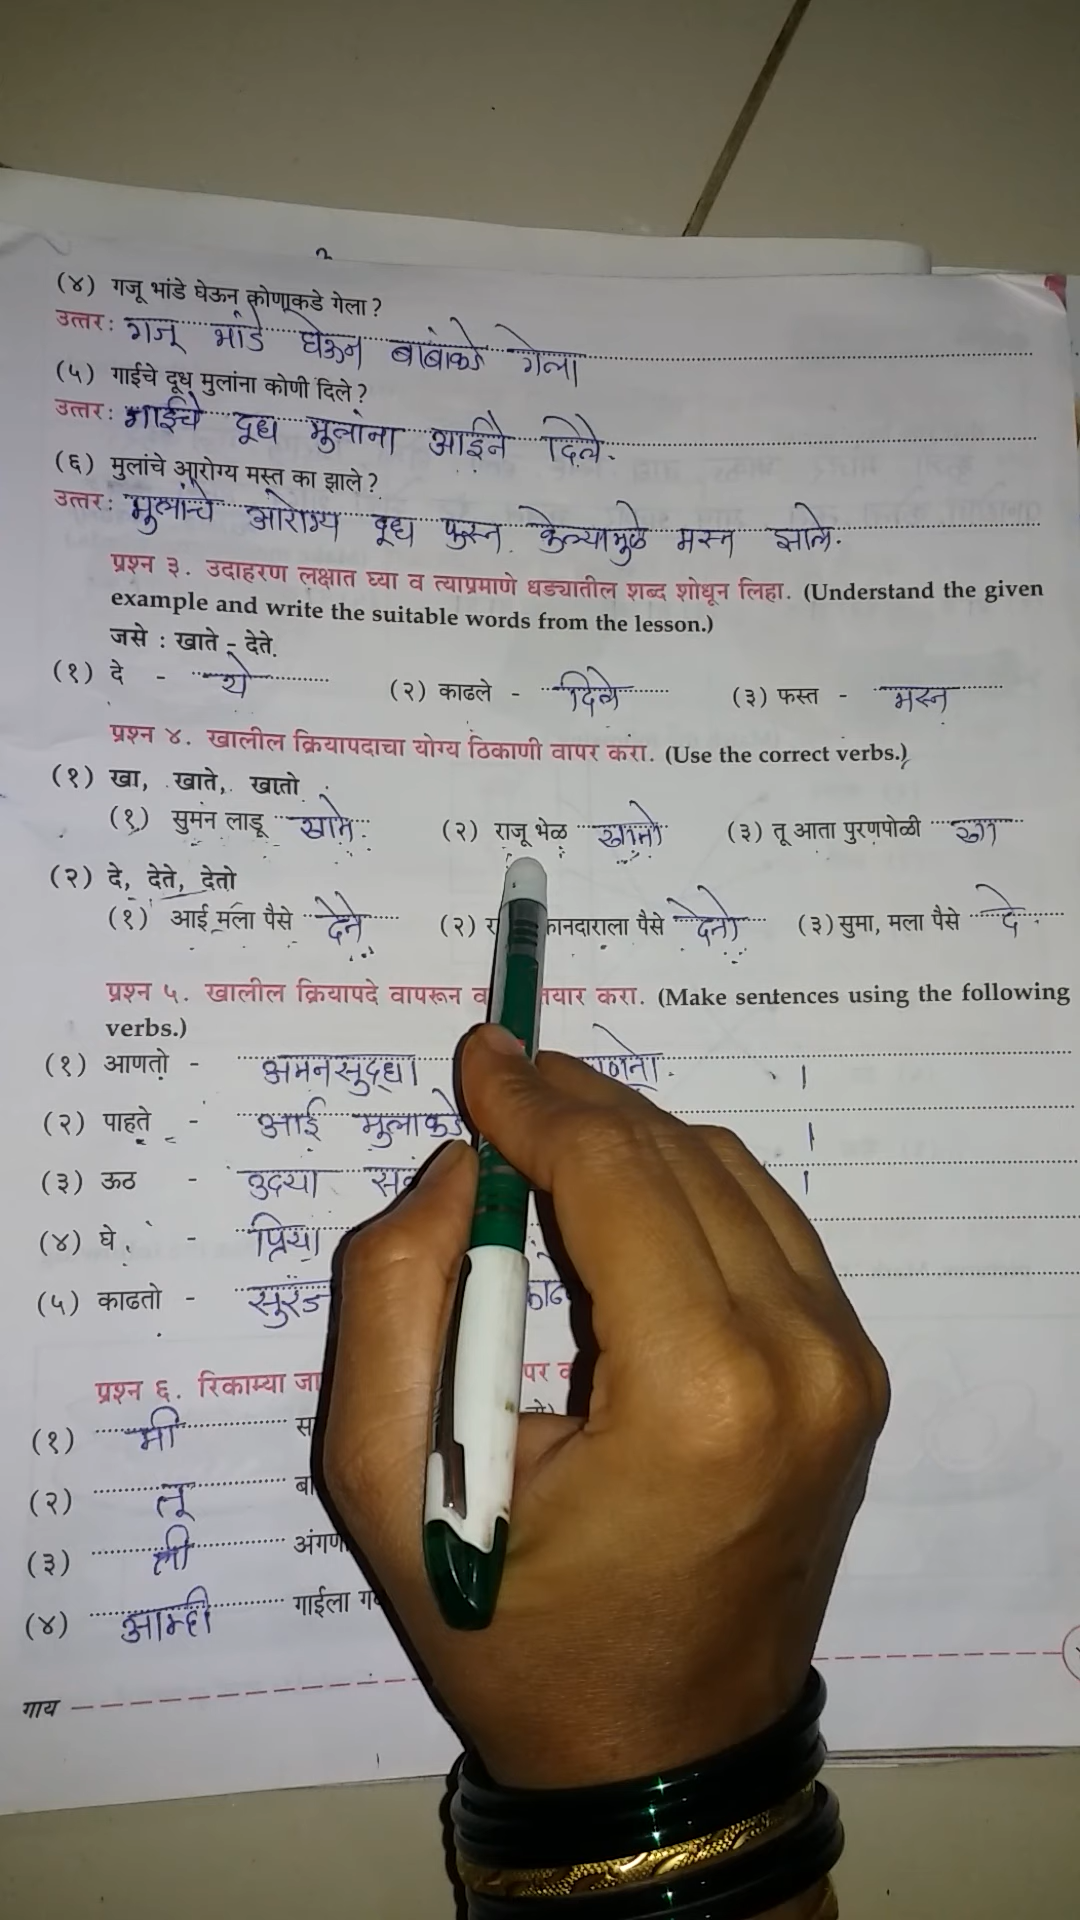 (४) गजू भांडे घेऊन कोणाकडे गेला ?
उत्तर: गजू भांडे घेऊन बाबांकडे गेला
(५) गाईचे दूध मुलांना कोणी दिले ?
उत्तर: गाईचे दूध मुलांना आईने दिले.
(६) मुलांचे आरोग्य मस्त का झाले ?
उत्तर: मुलांचे आरोग्य दूध फुस्त केल्यामुळे मस्त झाले.
प्रश्न ३. उदाहरण लक्षात घ्या व त्याप्रमाणे धड्यातील शब्द शोधून लिहा. (Understand the given
example and write the suitable words from the lesson.)
जसे : खाते - देते.
(१) दे - ये (२) काढले - दिले (३) फस्त - मस्त
प्रश्न ४. खालील क्रियापदाचा योग्य ठिकाणी वापर करा. (Use the correct verbs.)
(१) खा, खाते, खातो
(१) सुमन लाडू खाते. (२) राजू भेळ खातो (३) तू आता पुरणपोळी खा
(२) दे, देते, देतो
(१) आई मला पैसे देते (२) कानदाराला पैसे देतो (३) सुमा, मला पैसे दे
प्रश्न ५. खालील क्रियापदे वापरून तयार करा. (Make sentences using the following
verbs.)
(१) आणतो - अमनसुद्धा
(२) पाहते - आई मुलाकडे
(३) ऊठ - उदया
(४) घे - प्रिया
(५) काढतो -
प्रश्न ६. रिकाम्या
(१) मी
(२) तू
(३) ती
(४) आम्ही गाईला
गाय